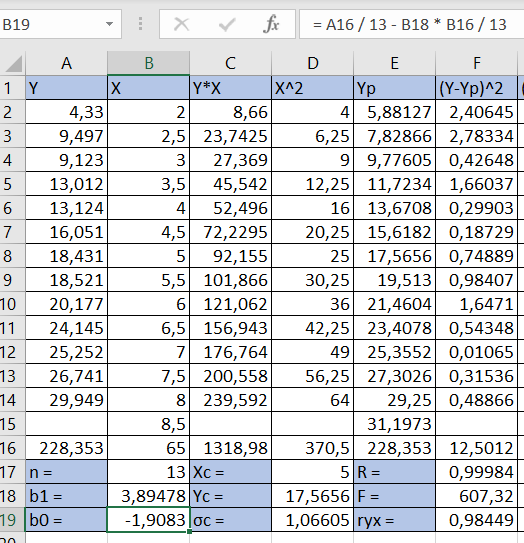 B19 fx = A16 / 13 - B18 * B16 / 13
A B C D E F
1 Y X Y*X X^2 Yp (Y-Yp)^2
2 4,33 2 8,66 4 5,88127 2,40645
3 9,497 2,5 23,7425 6,25 7,82866 2,78334
4 9,123 3 27,369 9 9,77605 0,42648
5 13,012 3,5 45,542 12,25 11,7234 1,66037
6 13,124 4 52,496 16 13,6708 0,29903
7 16,051 4,5 72,2295 20,25 15,6182 0,18729
8 18,431 5 92,155 25 17,5656 0,74889
9 18,521 5,5 101,866 30,25 19,513 0,98407
10 20,177 6 121,062 36 21,4604 1,6471
11 24,145 6,5 156,943 42,25 23,4078 0,54348
12 25,252 7 176,764 49 25,3552 0,01065
13 26,741 7,5 200,558 56,25 27,3026 0,31536
14 29,949 8 239,592 64 29,25 0,48866
15 8,5 31,1973
16 228,353 65 1318,98 370,5 228,353 12,5012
17 n = 13 Xc = 5 R = 0,99984
18 b1 = 3,89478 Yc = 17,5656 F = 607,32
19 b0 = -1,9083 σc = 1,06605 ryx = 0,98449